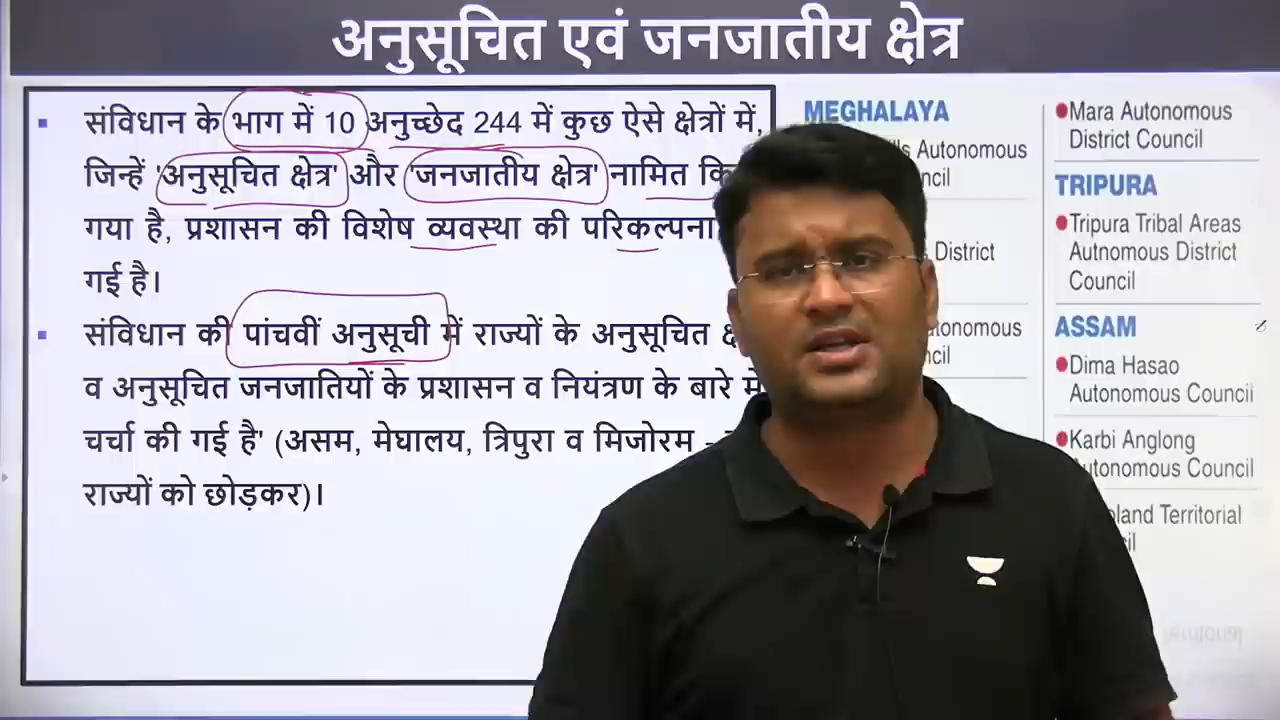 अनुसूचित एवं जनजातीय क्षेत्र
संविधान के भाग में 10 अनुच्छेद 244 में कुछ ऐसे क्षेत्रों में,
जिन्हें 'अनुसूचित क्षेत्र' और 'जनजातीय क्षेत्र' नामित
गया है, प्रशासन की विशेष व्यवस्था की परिकल्पना
गई है।
संविधान की पांचवीं अनुसूची में राज्यों के अनुसूचित
व अनुसूचित जनजातियों के प्रशासन व नियंत्रण के बारे में
चर्चा की गई है' (असम, मेघालय, त्रिपुरा व मिजोरम -
राज्यों को छोड़कर)।
MEGHALAYA
Autonomous
District
Mara Autonomous
District Council
TRIPURA
Tripura Tribal Areas
Autnomous District
Council
ASSAM
Dima Hasao
Autonomous Council
Karbi Anglong
Autonomous Council
Territorial